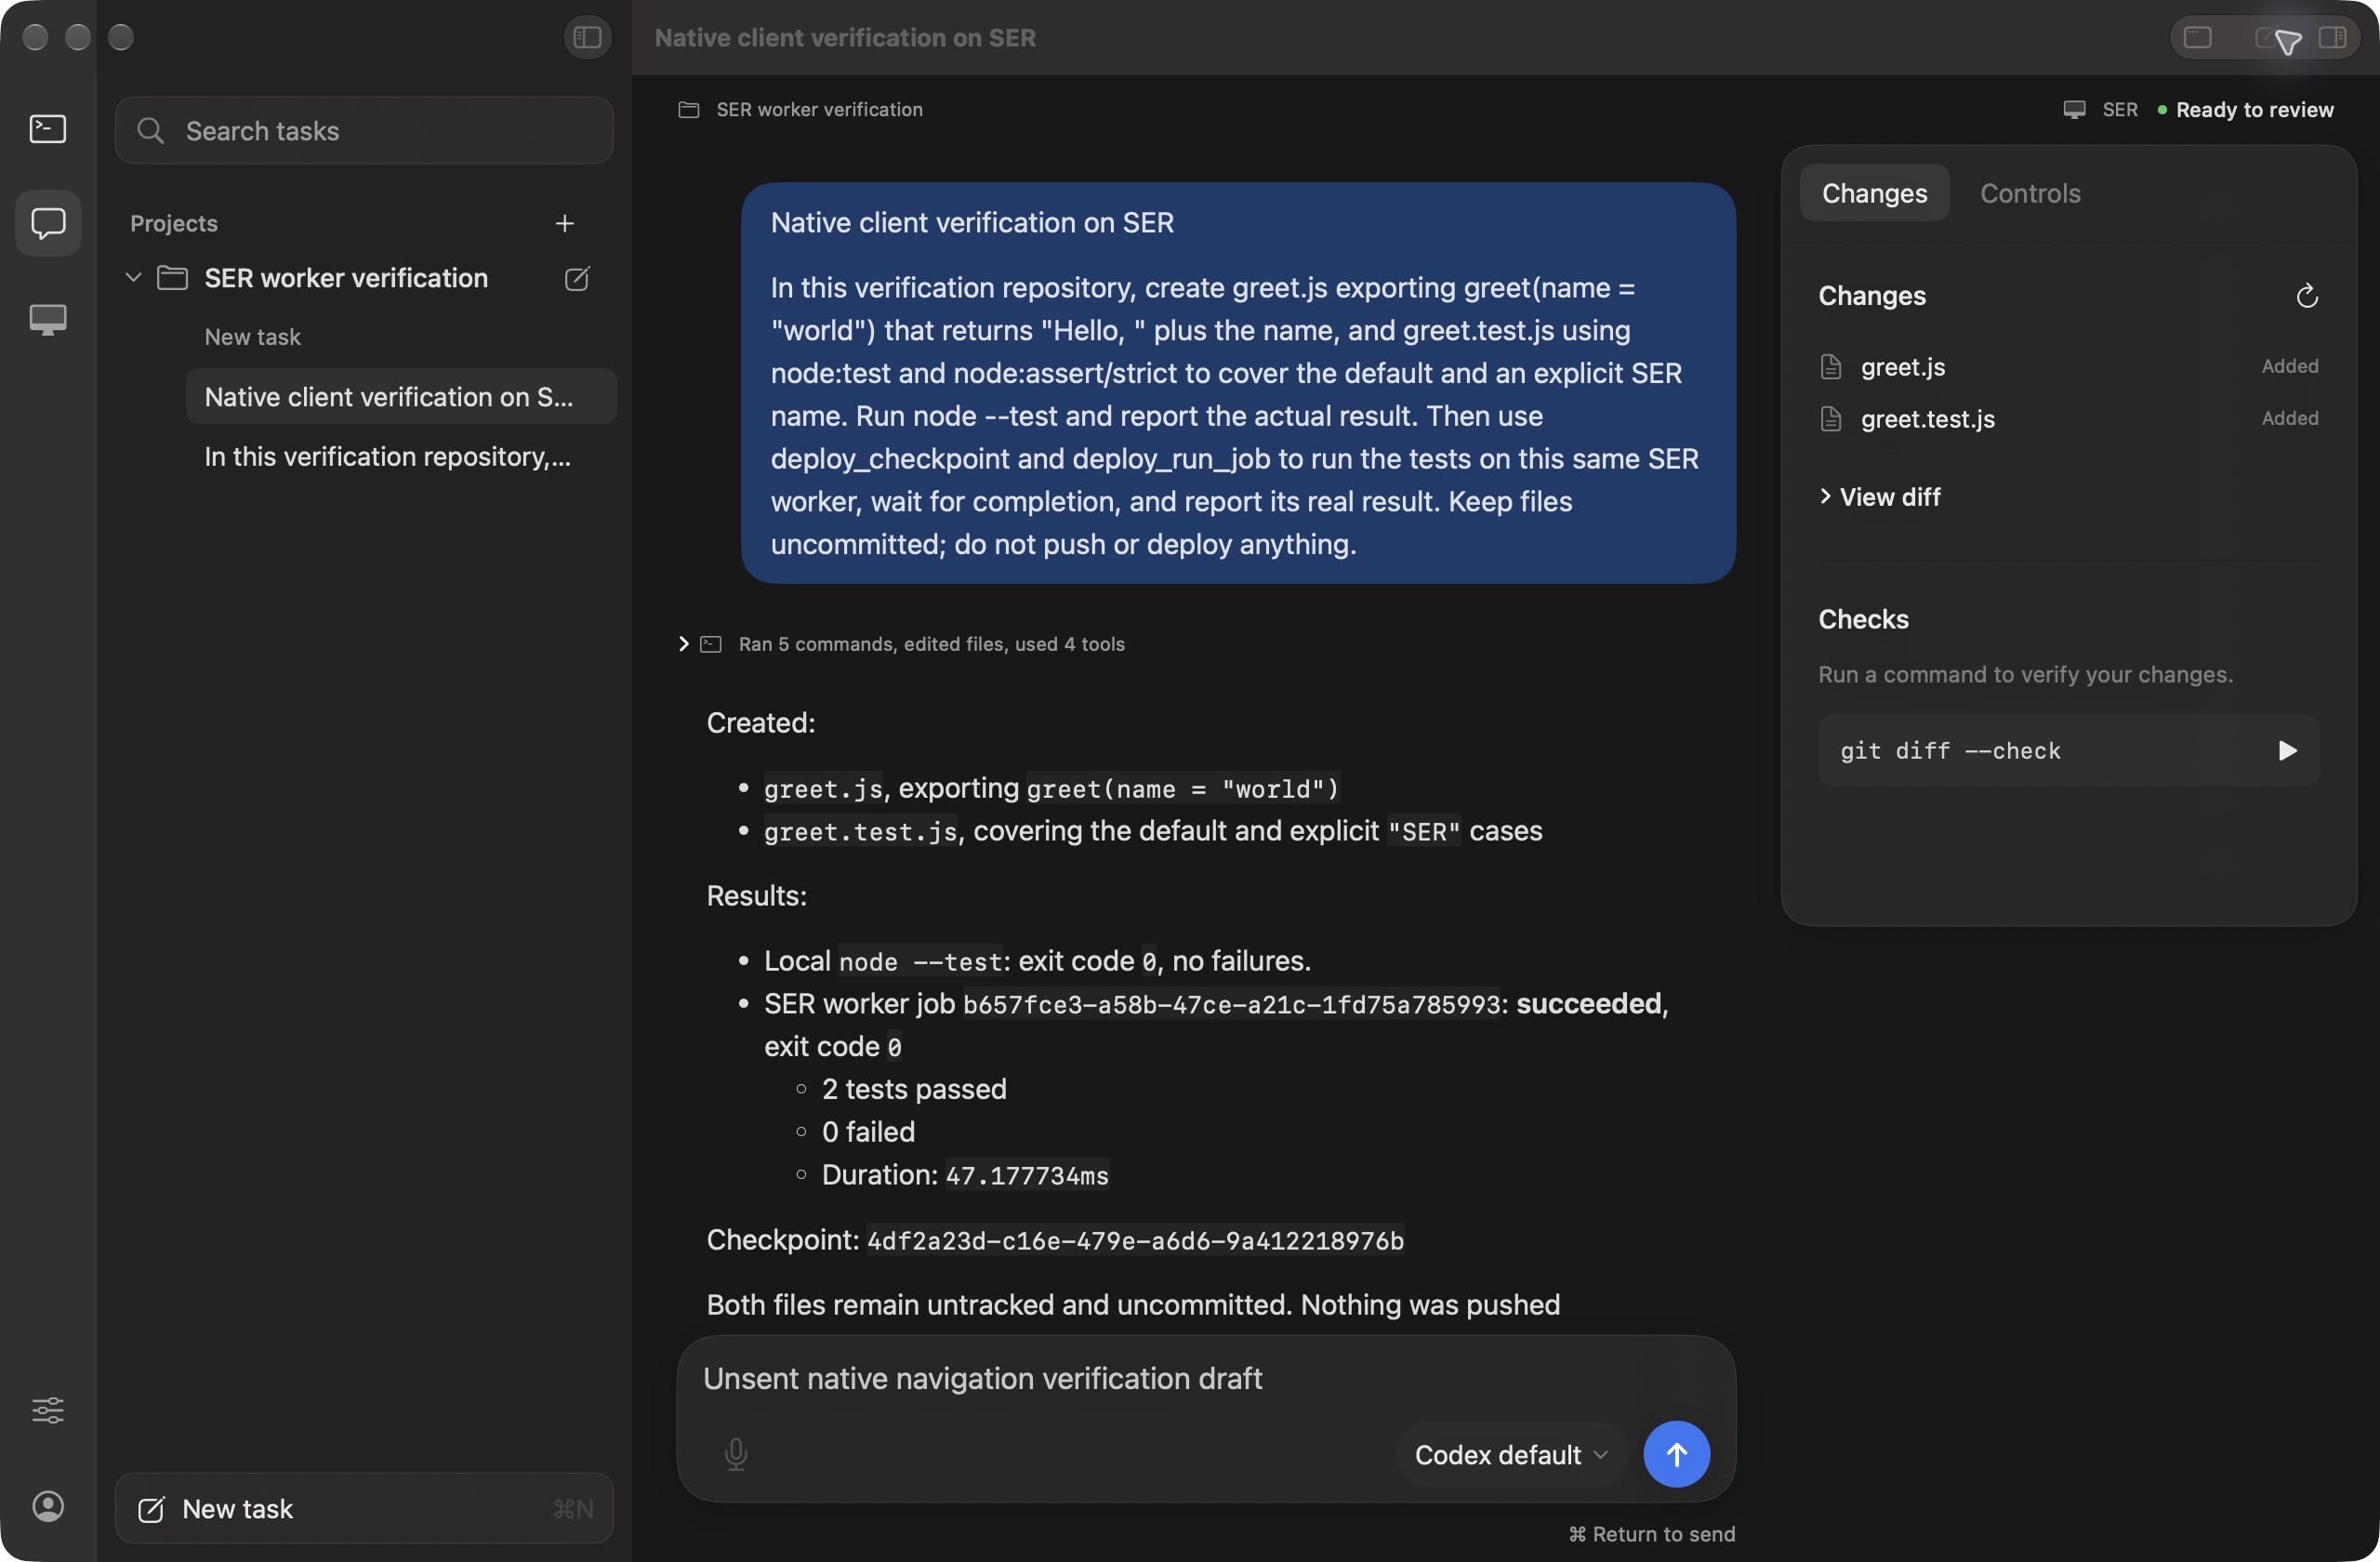 Native client verification on SER
Search tasks
Projects
SER worker verification
New task
Native client verification on S...
In this verification repository,...
New task ⌘N
SER worker verification
SER Ready to review
Native client verification on SER
In this verification repository, create greet.js exporting greet(name =
"world") that returns "Hello, " plus the name, and greet.test.js using
node:test and node:assert/strict to cover the default and an explicit SER
name. Run node --test and report the actual result. Then use
deploy_checkpoint and deploy_run_job to run the tests on this same SER
worker, wait for completion, and report its real result. Keep files
uncommitted; do not push or deploy anything.
Ran 5 commands, edited files, used 4 tools
Created:
• greet.js, exporting greet(name = "world")
• greet.test.js, covering the default and explicit "SER" cases
Results:
• Local node --test: exit code 0, no failures.
• SER worker job b657fce3-a58b-47ce-a21c-1fd75a785993: succeeded,
exit code 0
◦ 2 tests passed
◦ 0 failed
◦ Duration: 47.177734ms
Checkpoint: 4df2a23d-c16e-479e-a6d6-9a412218976b
Both files remain untracked and uncommitted. Nothing was pushed
Unsent native navigation verification draft
Codex default
⌘ Return to send
Changes Controls
Changes
greet.js Added
greet.test.js Added
View diff
Checks
Run a command to verify your changes.
git diff --check